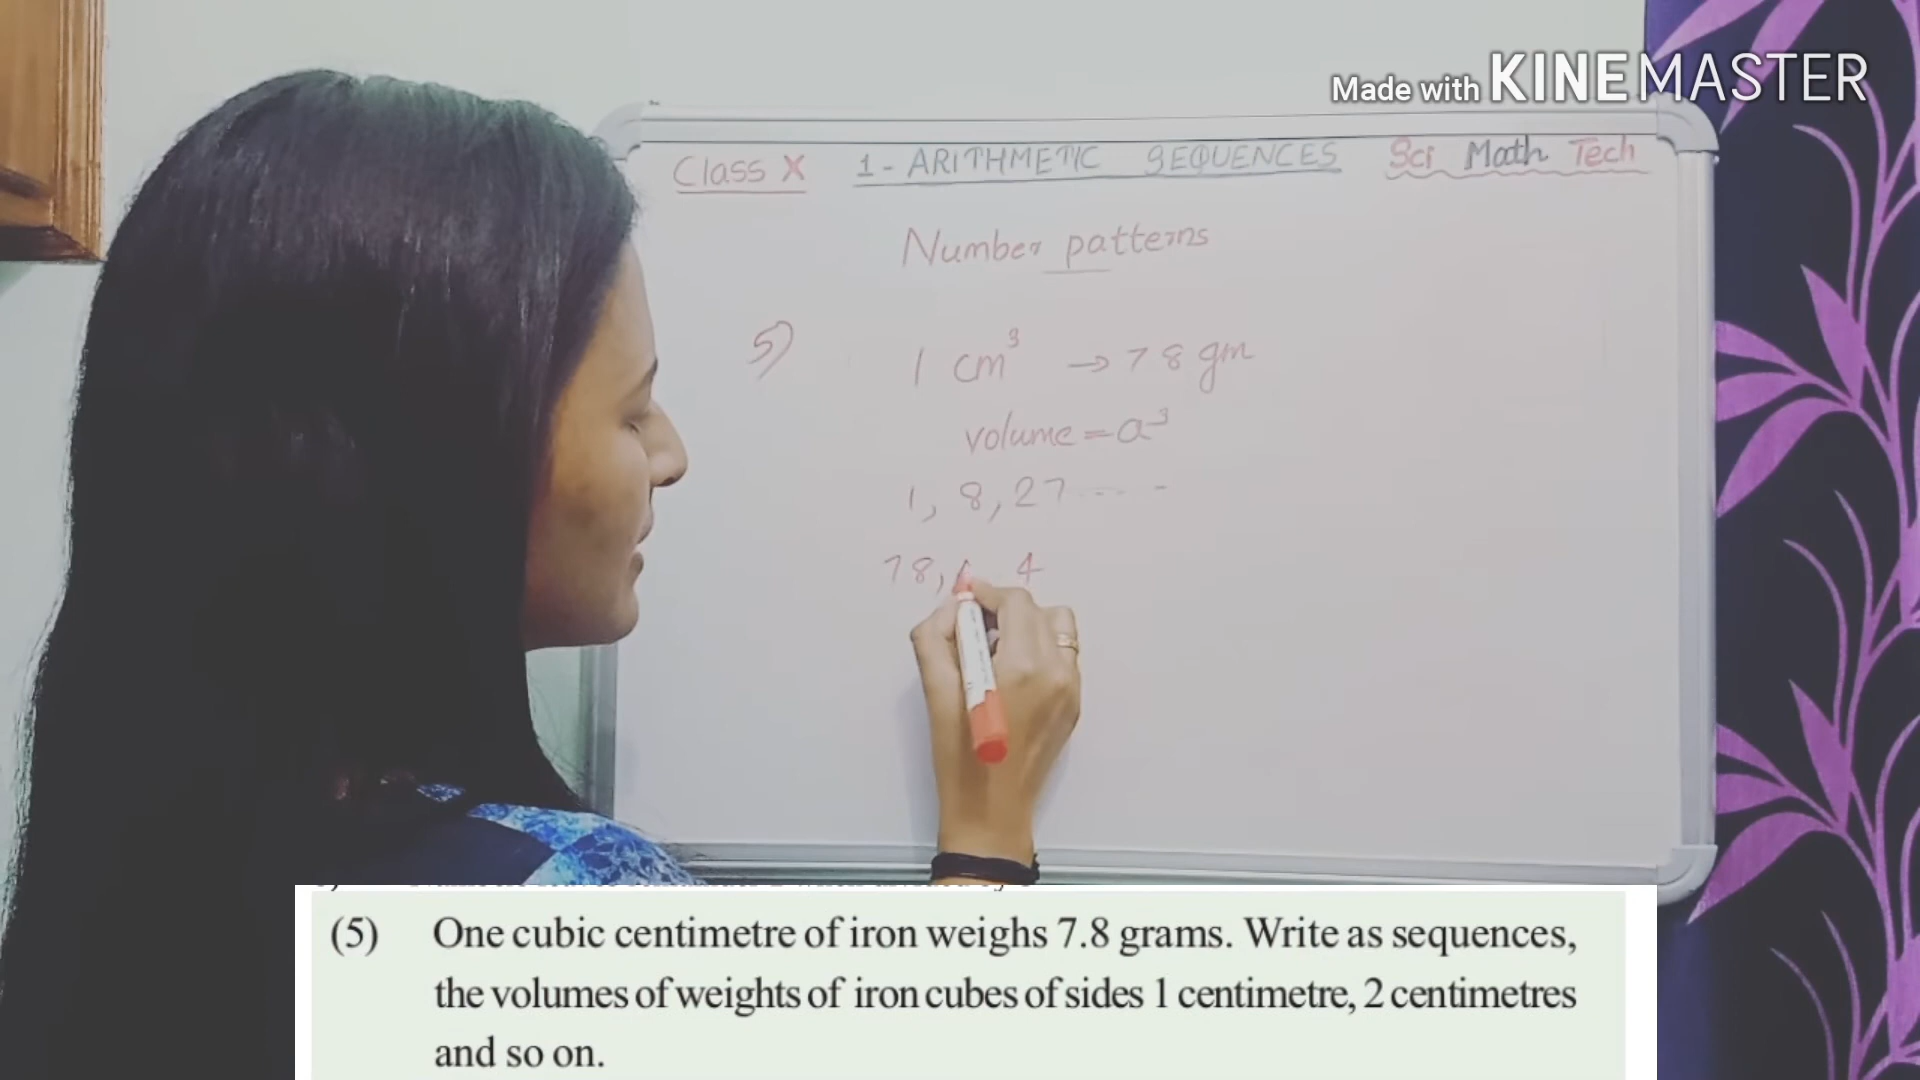 Made with KINEMASTER
Class X 1 - ARITHMETIC SEQUENCES Sci Math Tech
Number patterns
5) 1 cm³ → 7 8 gm
volume = a³
1, 8, 27 .... -
78, 4
(5) One cubic centimetre of iron weighs 7.8 grams. Write as sequences,
the volumes of weights of iron cubes of sides 1 centimetre, 2 centimetres
and so on.